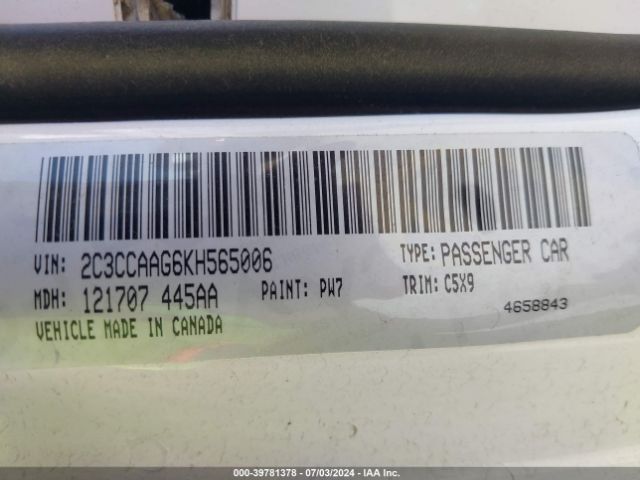 VIN: 2C3CCAAG6KH565006 TYPE: PASSENGER CAR
MDH: 121707 445AA PAINT: PW7 TRIM: C5X9
VEHICLE MADE IN CANADA 4658843
000-39781378 - 07/03/2024 - IAA Inc.